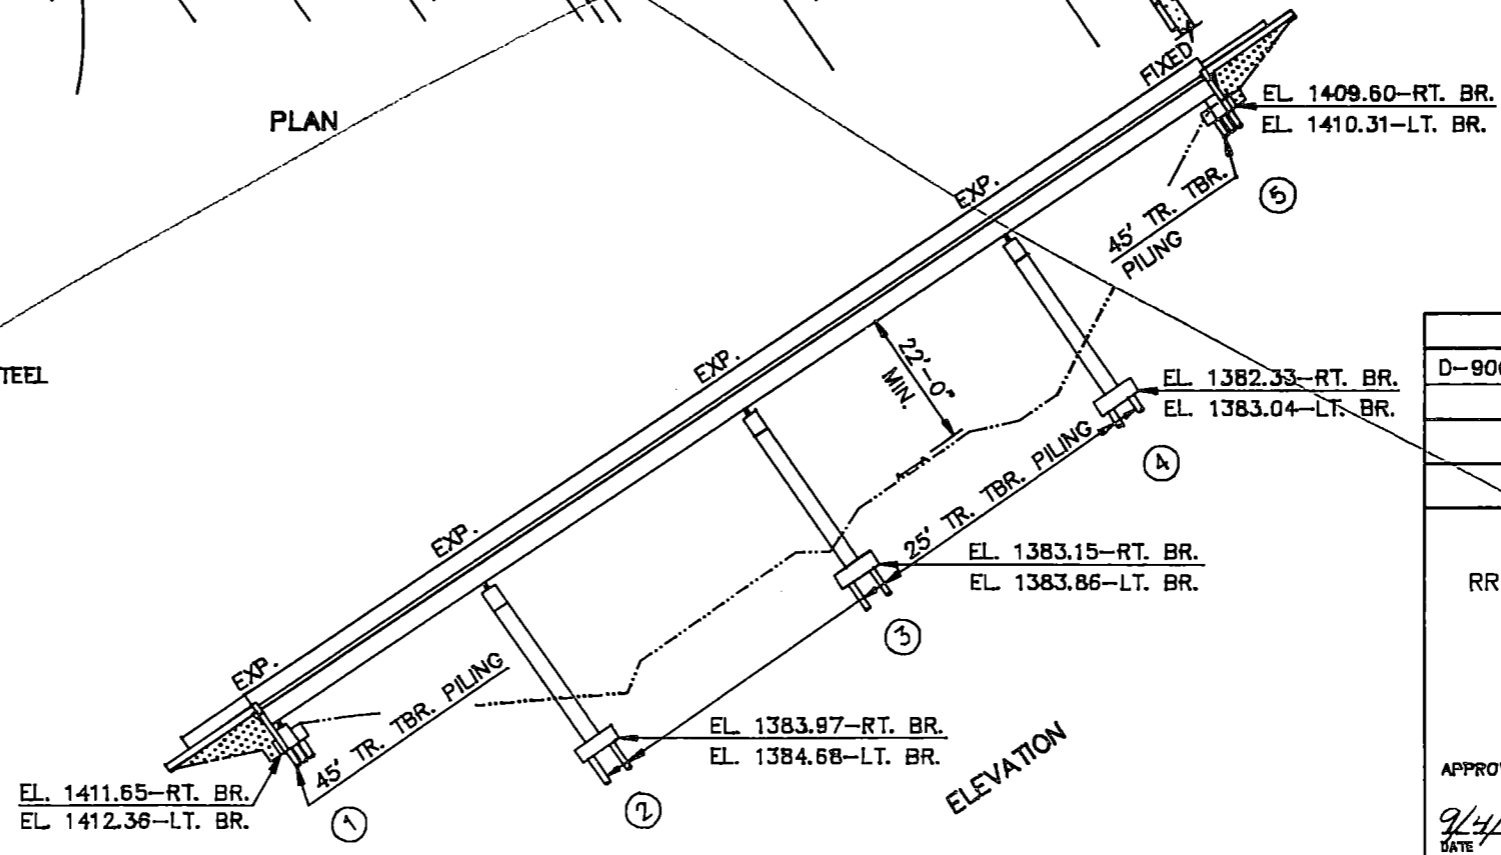 PLAN
TEEL
FIXED
EL. 1409.60–RT. BR.
EL. 1410.31–LT. BR.
5
45' TR. TBR.
PILING
EXP.
22'-0"
MIN.
D-90
EL. 1382.33–RT. BR.
EL. 1383.04–LT. BR.
4
EXP.
25' TR. TBR. PILING
EL. 1383.15–RT. BR.
EL. 1383.86–LT. BR.
3
RR
EXP.
EXP.
45' TR. TBR. PILING
EL. 1383.97–RT. BR.
EL. 1384.68–LT. BR.
2
ELEVATION
EL. 1411.65–RT. BR.
EL. 1412.36–LT. BR.
1
APPROV
9/4/
DATE